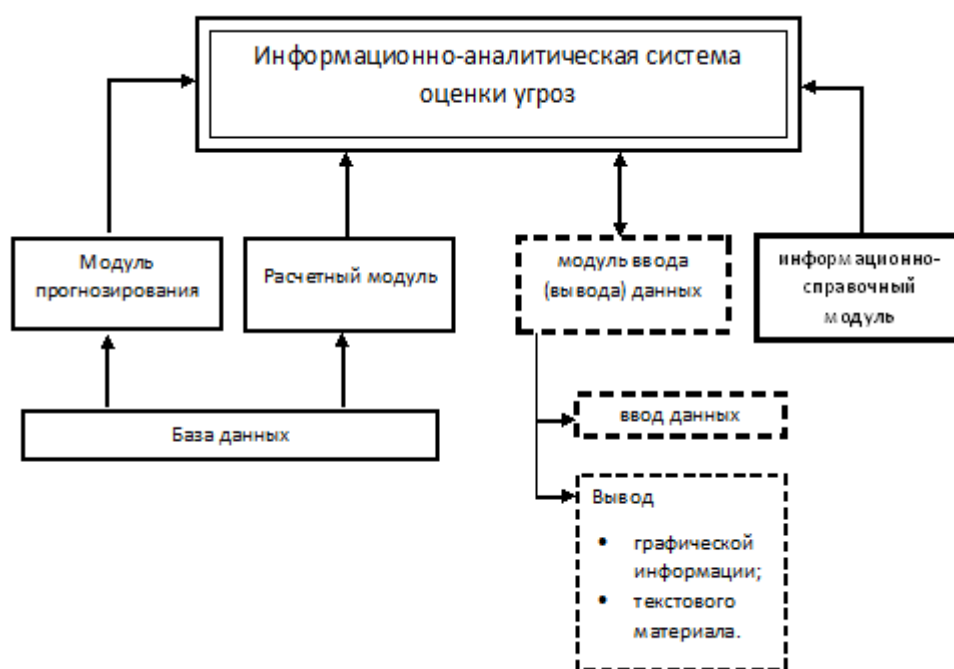 Информационно-аналитическая система
оценки угроз
Модуль
прогнозирования
Расчетный модуль
модуль ввода
(вывода) данных
информационно-
справочный
модуль
База данных
ввод данных
Вывод
• графической
информации;
• текстового
материала.